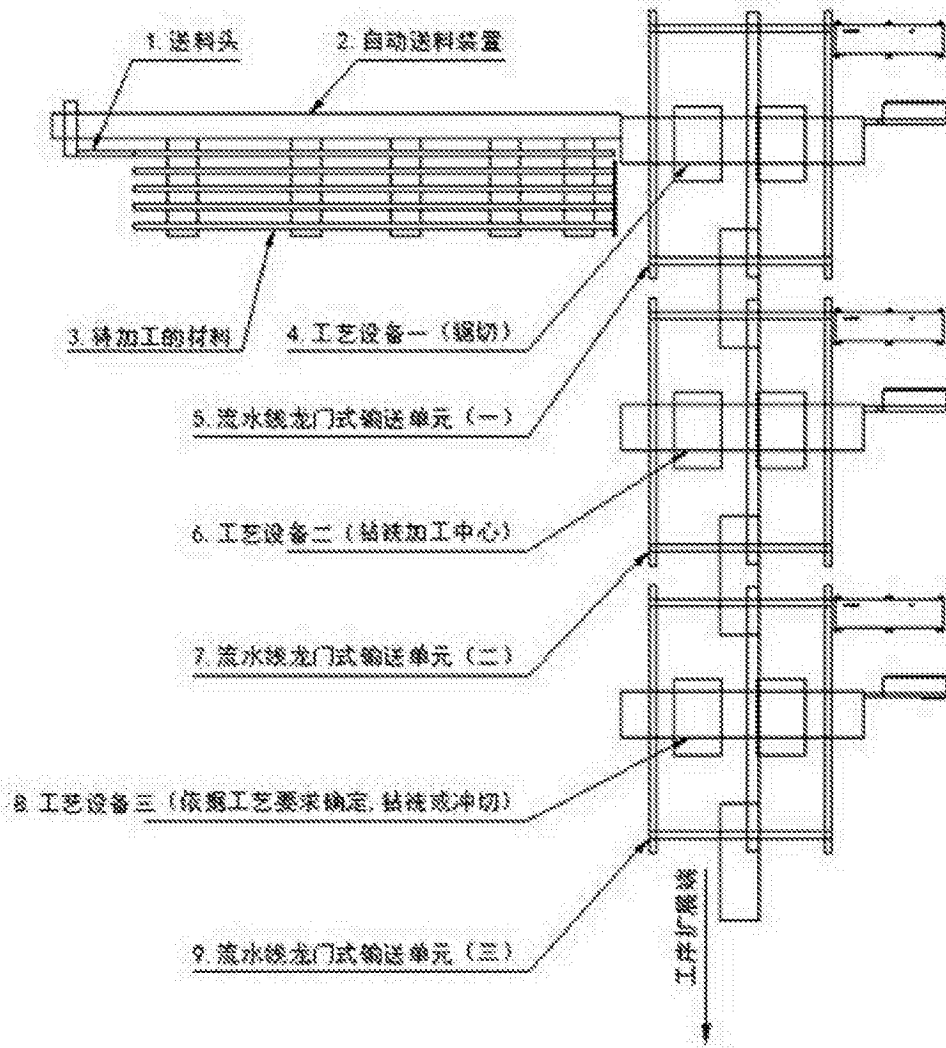 1. 送料头
2. 自动送料装置
3. 待加工的材料
4. 工艺设备一（锯切）
5. 流水线龙门式输送单元（一）
6. 工艺设备二（钻铣加工中心）
7. 流水线龙门式输送单元（二）
8. 工艺设备三（依据工艺要求确定, 钻铣或冲切）
9. 流水线龙门式输送单元（三）
工序扩展端